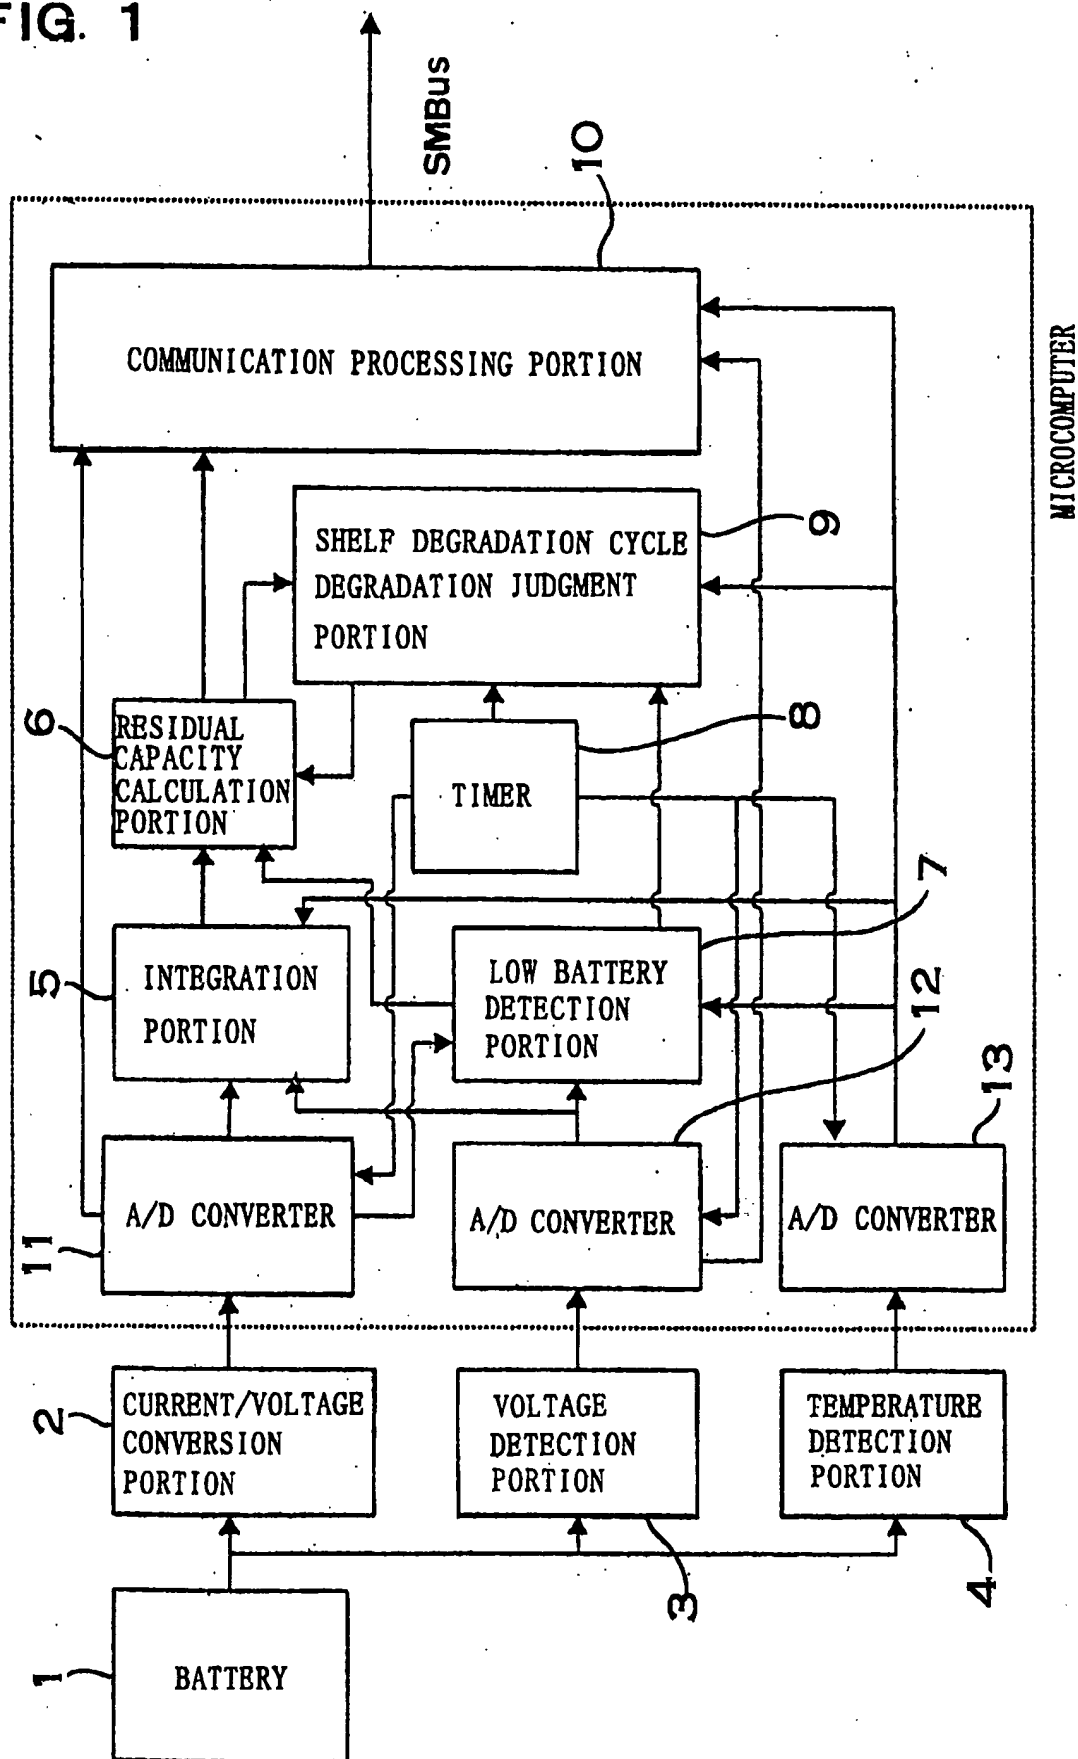 FIG. 1
SMBus
10
COMMUNICATION PROCESSING PORTION
MICROCOMPUTER
SHELF DEGRADATION CYCLE
DEGRADATION JUDGMENT
PORTION
9
6
RESIDUAL
CAPACITY
CALCULATION
PORTION
TIMER
8
5
INTEGRATION
PORTION
LOW BATTERY
DETECTION
PORTION
7
12
13
11
A/D CONVERTER
A/D CONVERTER
A/D CONVERTER
2
CURRENT/VOLTAGE
CONVERSION
PORTION
VOLTAGE
DETECTION
PORTION
TEMPERATURE
DETECTION
PORTION
3
4
1
BATTERY